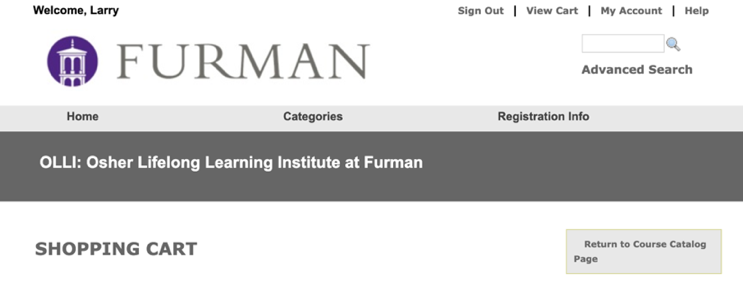 Welcome, Larry
Sign Out | View Cart | My Account | Help
FURMAN
Advanced Search
Home Categories Registration Info
OLLI: Osher Lifelong Learning Institute at Furman
SHOPPING CART
Return to Course Catalog
Page